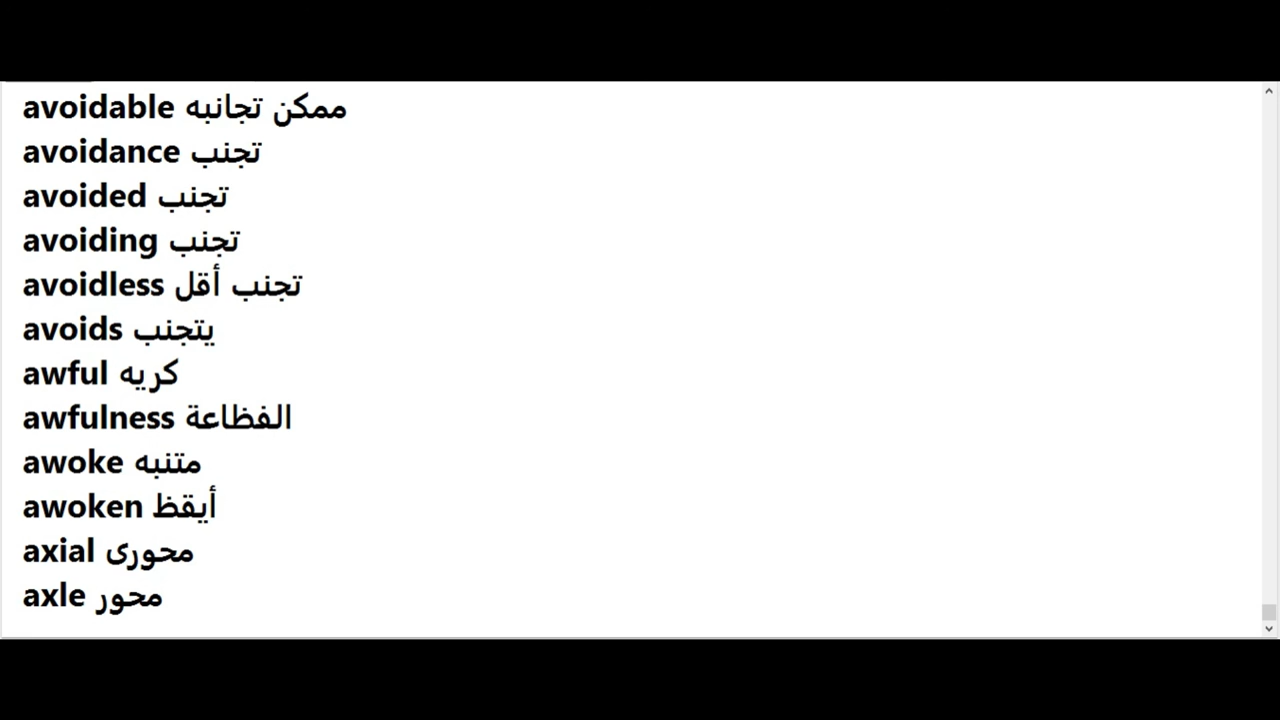 avoidable ممكن تجانبه
avoidance تجنب
avoided تجنب
avoiding تجنب
avoidless تجنب أقل
avoids يتجنب
awful كريه
awfulness الفظاعة
awoke متنبه
awoken أيقظ
axial محورى
axle محور